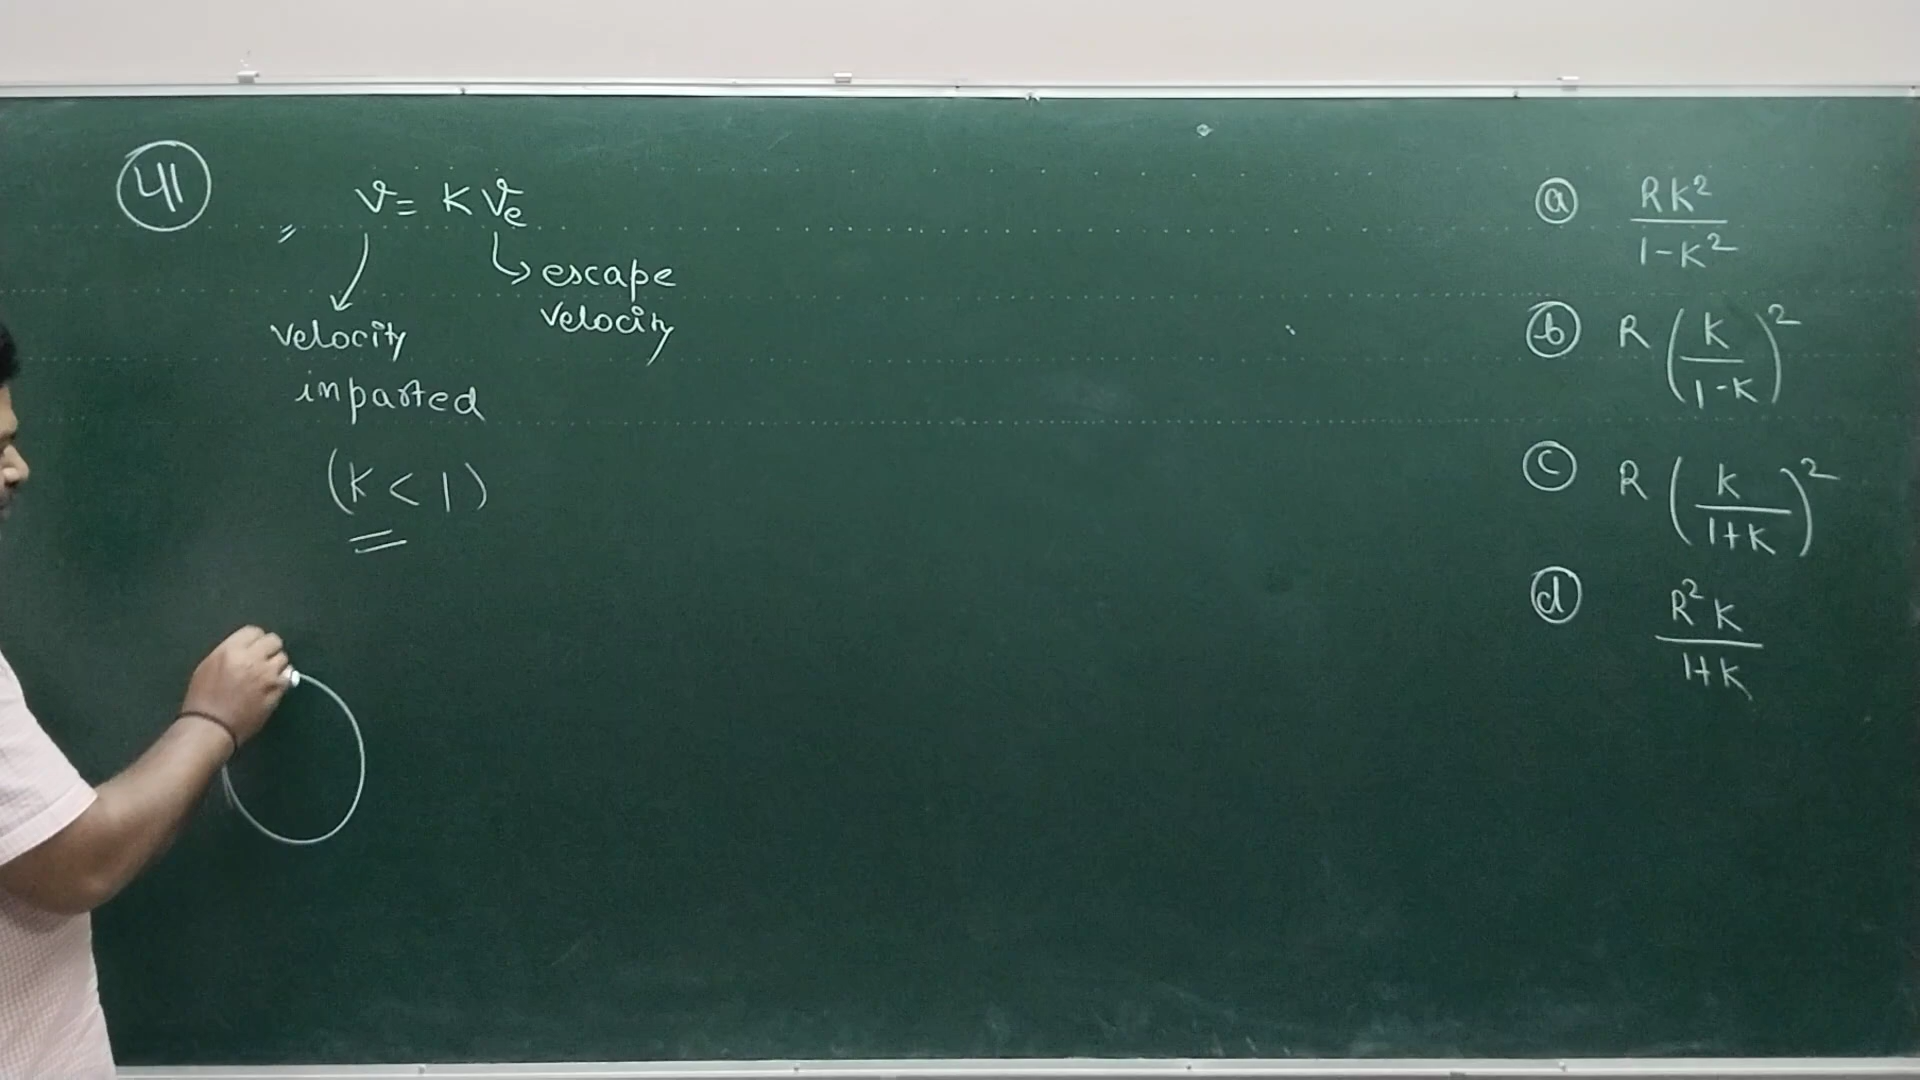 41
v = K vₑ
escape
velocity
velocity
imparted
(K < 1)
ⓐ RK² / 1-K²
ⓑ R (K / 1-K)²
ⓒ R (K / 1+K)²
ⓓ R²K / 1+K